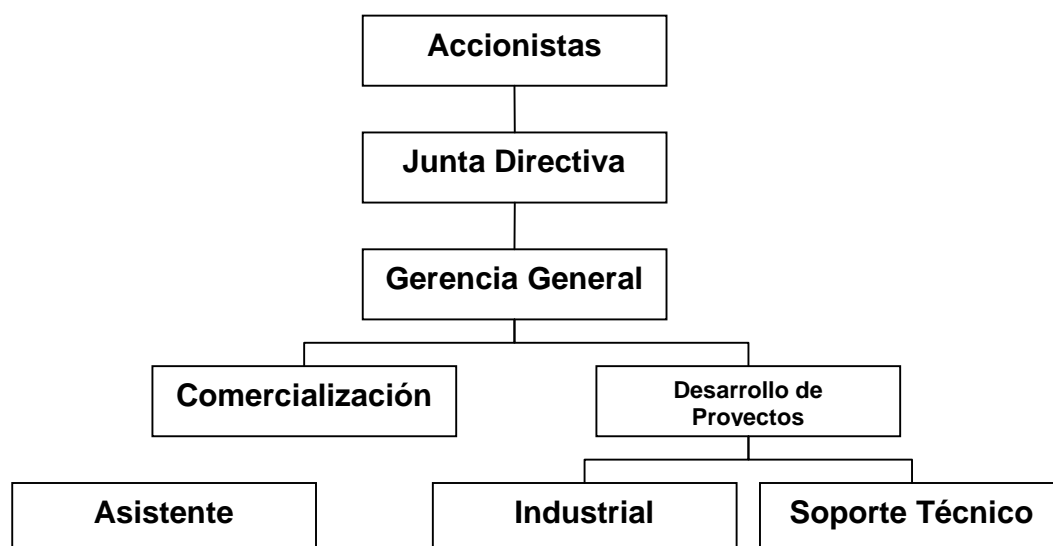 Accionistas
Junta Directiva
Gerencia General
Comercialización
Desarrollo de
Proyectos
Asistente
Industrial
Soporte Técnico